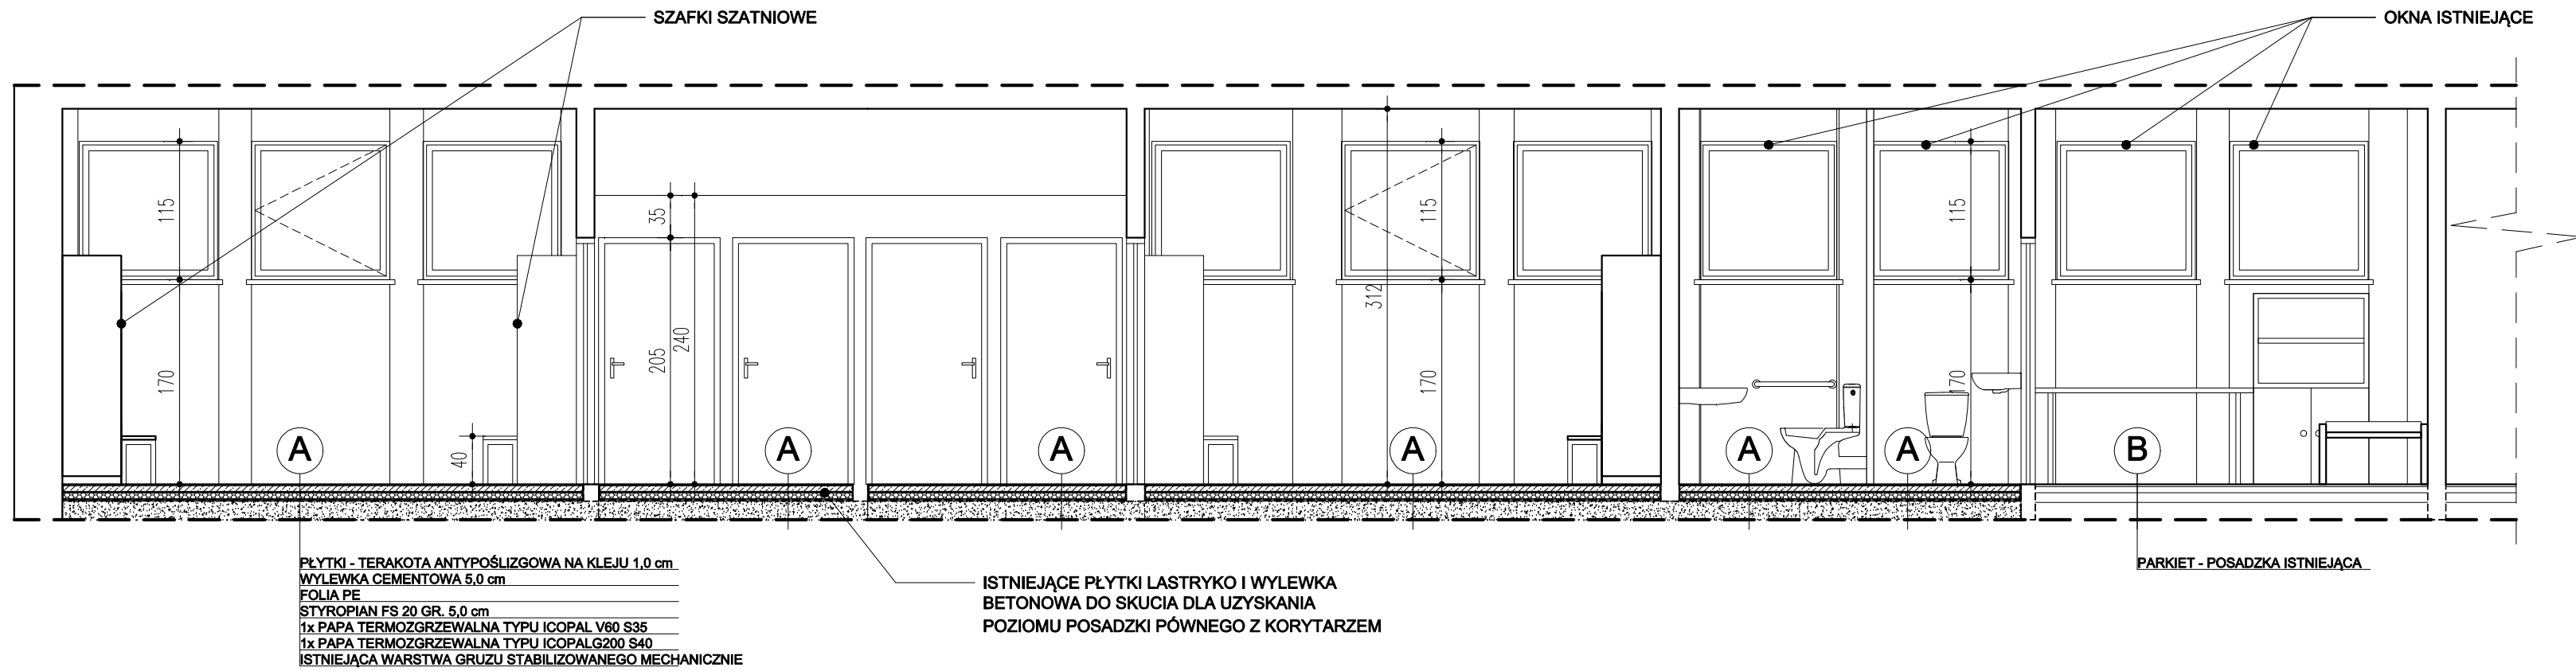 SZAFKI SZATNIOWE
OKNA ISTNIEJĄCE
115
35
115
115
312
205
240
170
170
170
40
A
A
A
A
A
A
B
PŁYTKI - TERAKOTA ANTYPOŚLIZGOWA NA KLEJU 1,0 cm
WYLEWKA CEMENTOWA 5,0 cm
FOLIA PE
STYROPIAN FS 20 GR. 5,0 cm
1x PAPA TERMOZGRZEWALNA TYPU ICOPAL V60 S35
1x PAPA TERMOZGRZEWALNA TYPU ICOPALG200 S40
ISTNIEJĄCA WARSTWA GRUZU STABILIZOWANEGO MECHANICZNIE
ISTNIEJĄCE PŁYTKI LASTRYKO I WYLEWKA
BETONOWA DO SKUCIA DLA UZYSKANIA
POZIOMU POSADZKI PÓWNEGO Z KORYTARZEM
PARKIET - POSADZKA ISTNIEJĄCA